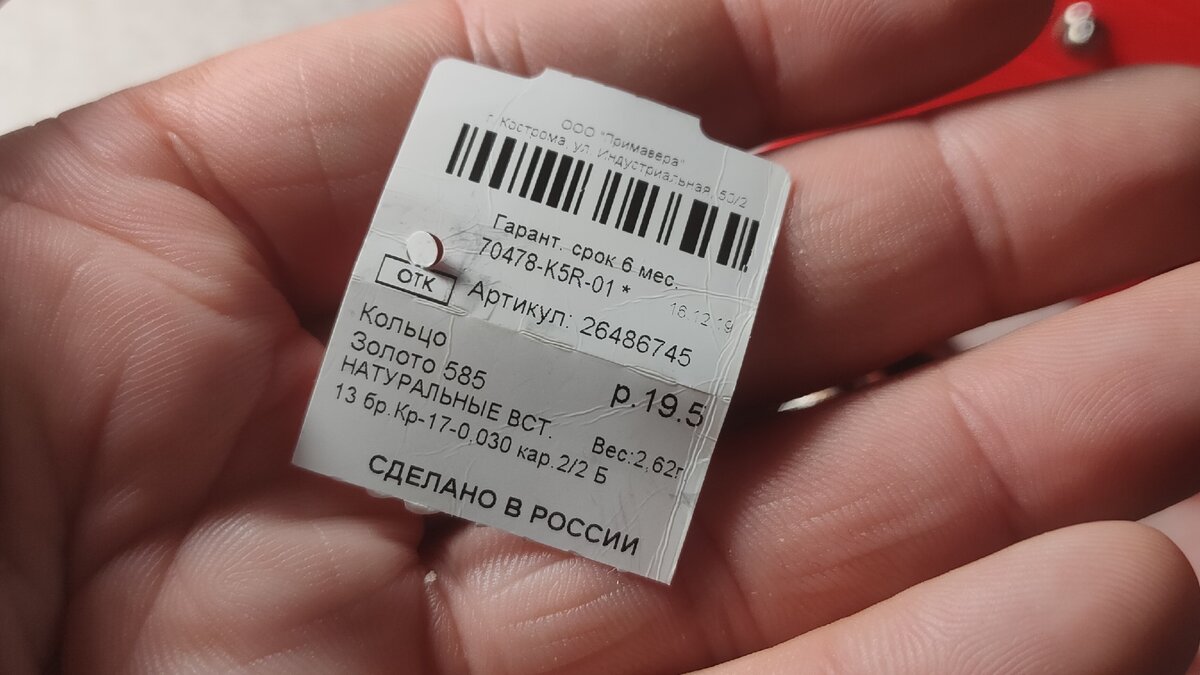 ООО "Примавера"
г. Кострома, ул. Индустриальная, 50/2
Гарант. срок 6 мес.
70478-K5R-01 *
16.12.19
ОТК
Артикул: 26486745
Кольцо
Золото 585
р.19.5
НАТУРАЛЬНЫЕ ВСТ.
Вес:2,62г
13 бр.Кр-17-0,030 кар.2/2 Б
СДЕЛАНО В РОССИИ